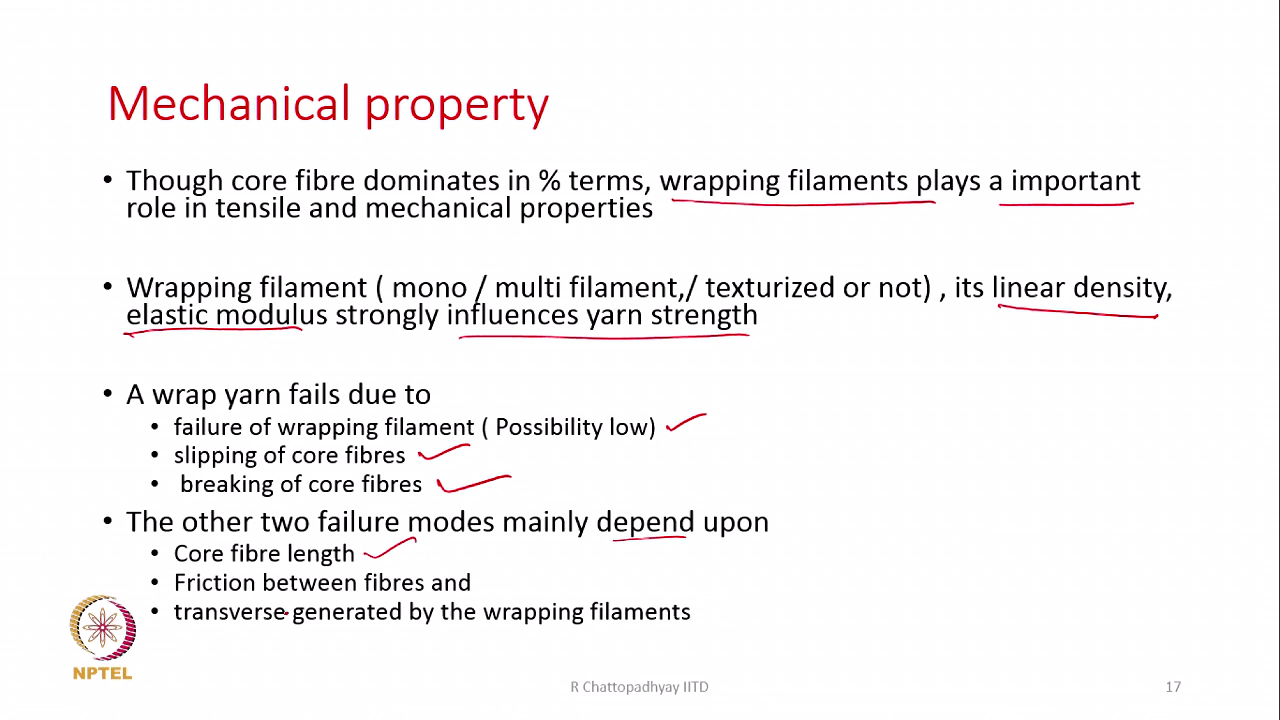 Mechanical property
• Though core fibre dominates in % terms, wrapping filaments plays a important
role in tensile and mechanical properties
• Wrapping filament ( mono / multi filament,/ texturized or not) , its linear density,
elastic modulus strongly influences yarn strength
• A wrap yarn fails due to
• failure of wrapping filament ( Possibility low)
• slipping of core fibres
• breaking of core fibres
• The other two failure modes mainly depend upon
• Core fibre length
• Friction between fibres and
• transverse generated by the wrapping filaments
NPTEL
R Chattopadhyay IITD
17